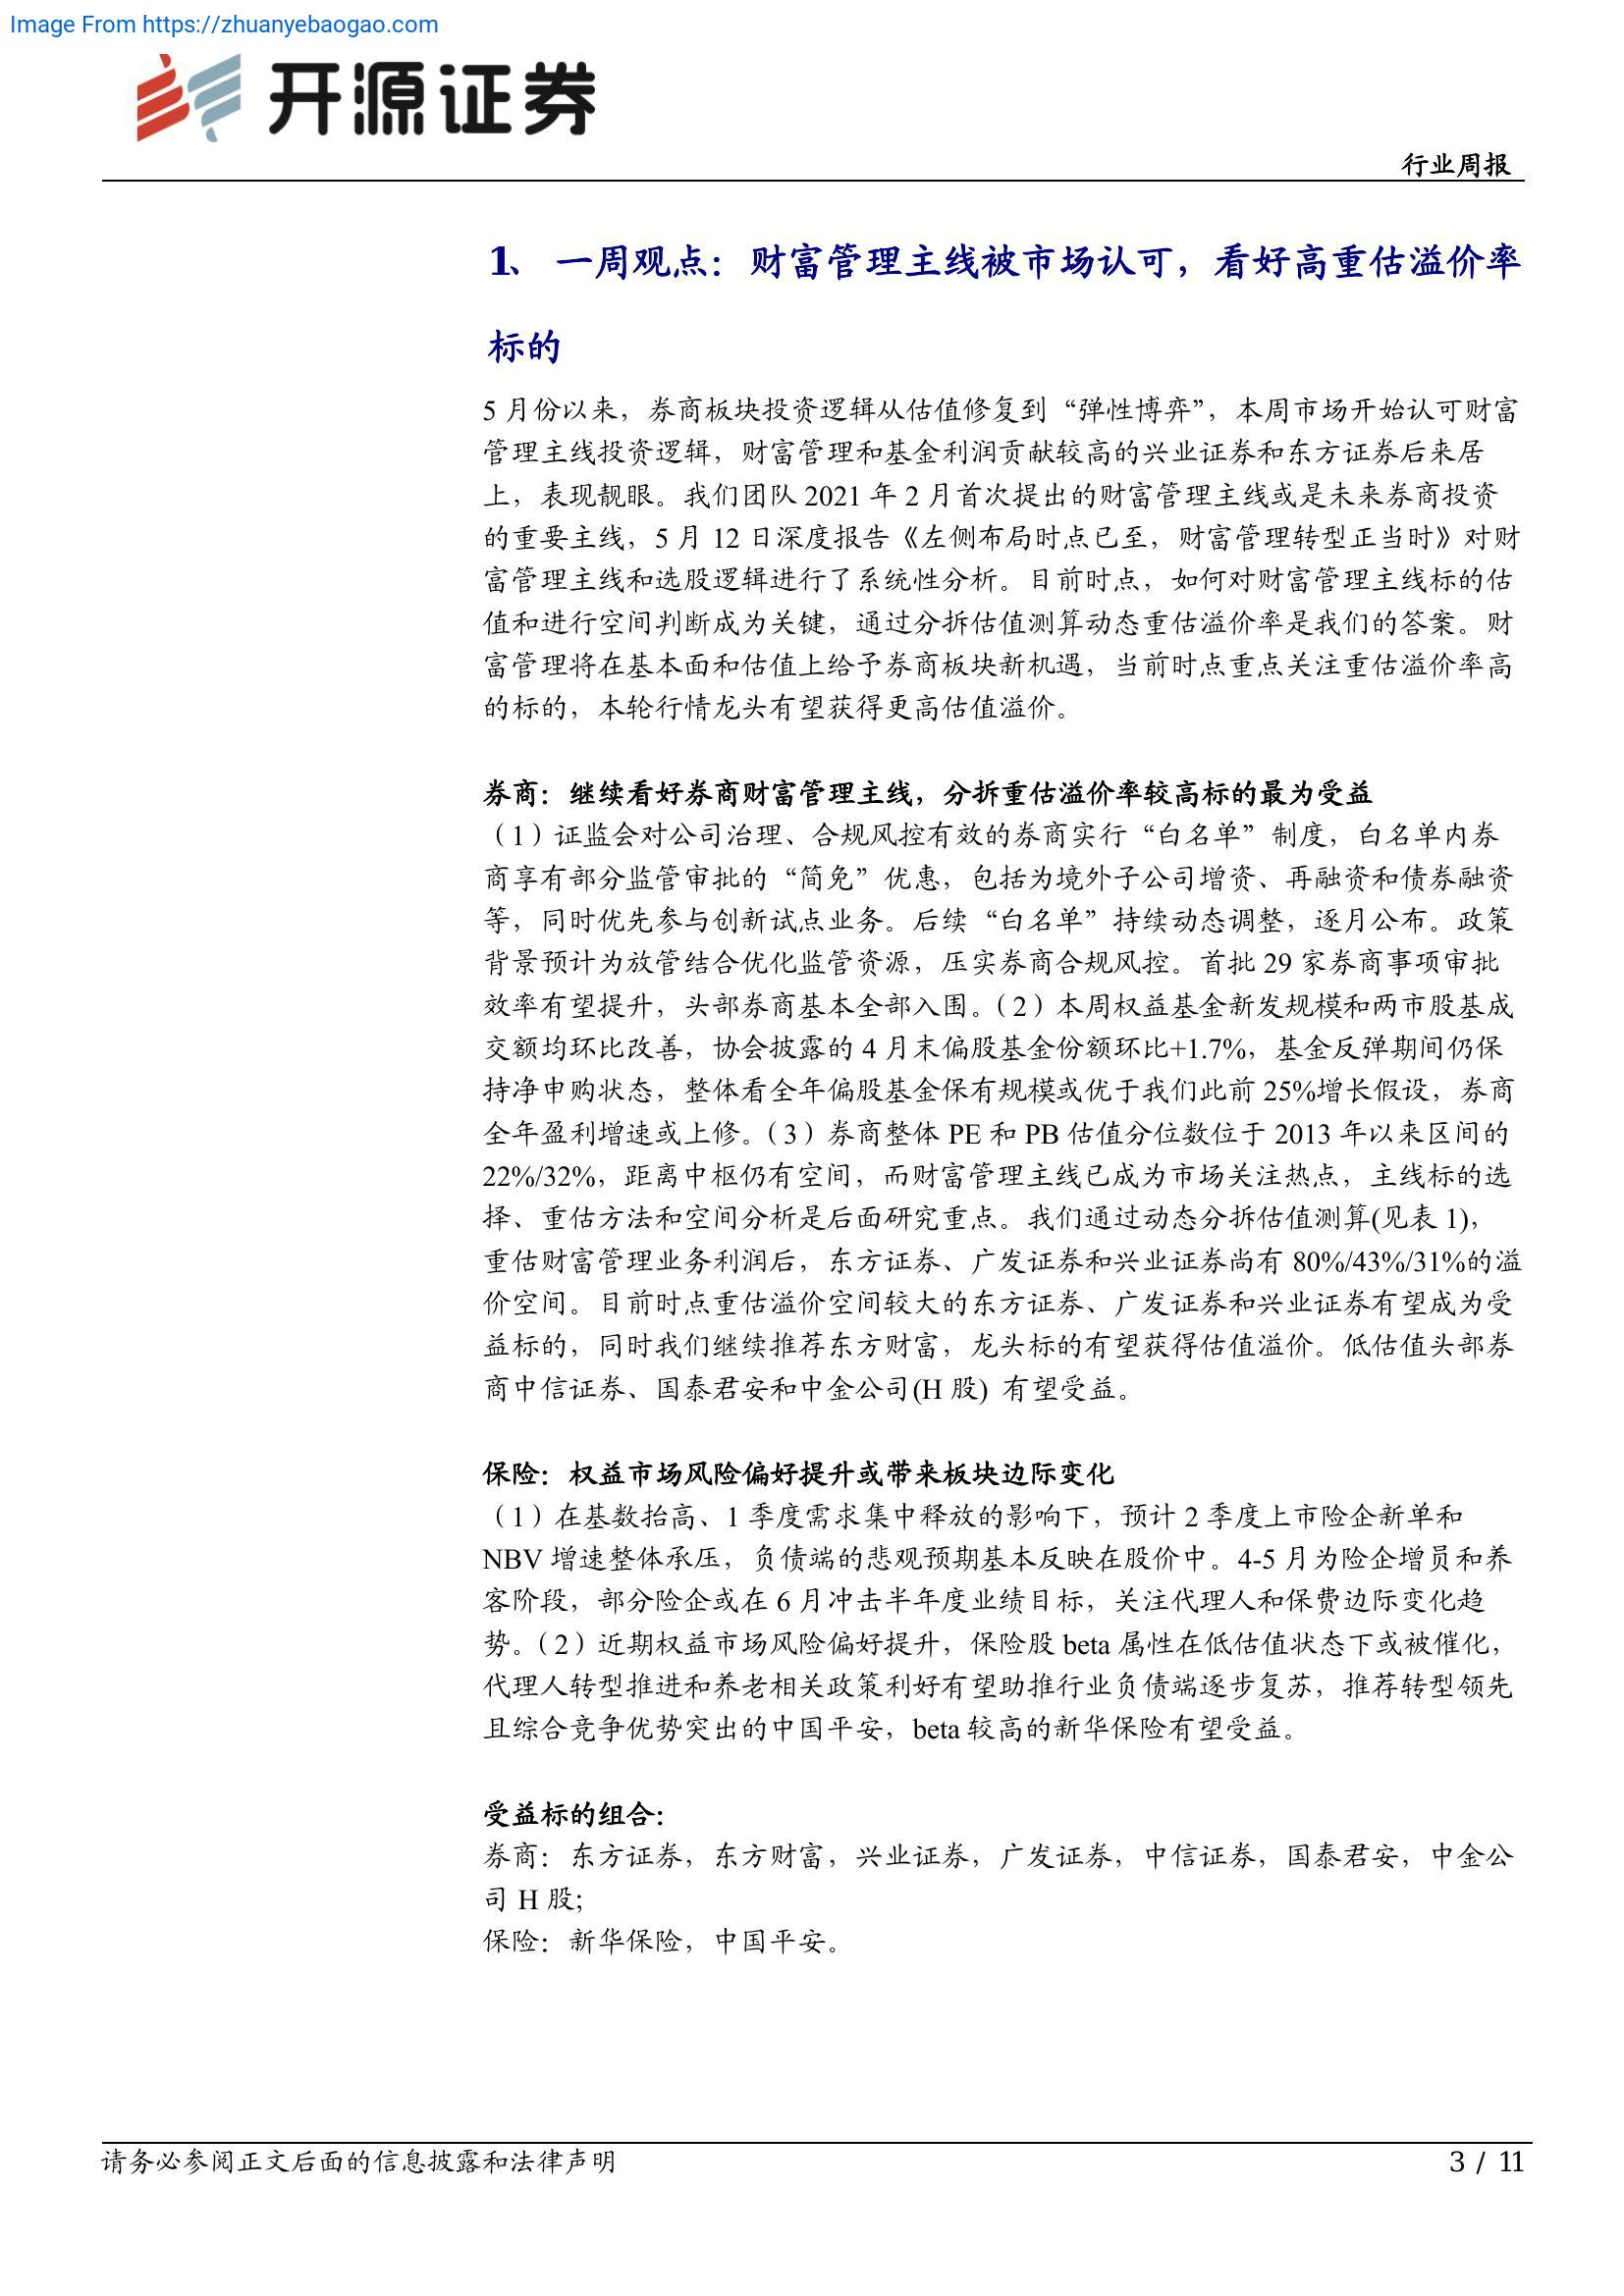 Image From https://zhuanyebaogao.com
开源证券
行业周报
1、 一周观点：财富管理主线被市场认可，看好高重估溢价率
标的
5 月份以来，券商板块投资逻辑从估值修复到“弹性博弈”，本周市场开始认可财富
管理主线投资逻辑，财富管理和基金利润贡献较高的兴业证券和东方证券后来居
上，表现靓眼。我们团队 2021 年 2 月首次提出的财富管理主线或是未来券商投资
的重要主线，5 月 12 日深度报告《左侧布局时点已至，财富管理转型正当时》对财
富管理主线和选股逻辑进行了系统性分析。目前时点，如何对财富管理主线标的估
值和进行空间判断成为关键，通过分拆估值测算动态重估溢价率是我们的答案。财
富管理将在基本面和估值上给予券商板块新机遇，当前时点重点关注重估溢价率高
的标的，本轮行情龙头有望获得更高估值溢价。
券商：继续看好券商财富管理主线，分拆重估溢价率较高标的最为受益
（1）证监会对公司治理、合规风控有效的券商实行“白名单”制度，白名单内券
商享有部分监管审批的“简免”优惠，包括为境外子公司增资、再融资和债券融资
等，同时优先参与创新试点业务。后续“白名单”持续动态调整，逐月公布。政策
背景预计为放管结合优化监管资源，压实券商合规风控。首批 29 家券商事项审批
效率有望提升，头部券商基本全部入围。（2）本周权益基金新发规模和两市股基成
交额均环比改善，协会披露的 4 月末偏股基金份额环比+1.7%，基金反弹期间仍保
持净申购状态，整体看全年偏股基金保有规模或优于我们此前 25%增长假设，券商
全年盈利增速或上修。（3）券商整体 PE 和 PB 估值分位数位于 2013 年以来区间的
22%/32%，距离中枢仍有空间，而财富管理主线已成为市场关注热点，主线标的选
择、重估方法和空间分析是后面研究重点。我们通过动态分拆估值测算(见表 1)，
重估财富管理业务利润后，东方证券、广发证券和兴业证券尚有 80%/43%/31%的溢
价空间。目前时点重估溢价空间较大的东方证券、广发证券和兴业证券有望成为受
益标的，同时我们继续推荐东方财富，龙头标的有望获得估值溢价。低估值头部券
商中信证券、国泰君安和中金公司(H 股) 有望受益。
保险：权益市场风险偏好提升或带来板块边际变化
（1）在基数抬高、1 季度需求集中释放的影响下，预计 2 季度上市险企新单和
NBV 增速整体承压，负债端的悲观预期基本反映在股价中。4-5 月为险企增员和养
客阶段，部分险企或在 6 月冲击半年度业绩目标，关注代理人和保费边际变化趋
势。（2）近期权益市场风险偏好提升，保险股 beta 属性在低估值状态下或被催化，
代理人转型推进和养老相关政策利好有望助推行业负债端逐步复苏，推荐转型领先
且综合竞争优势突出的中国平安，beta 较高的新华保险有望受益。
受益标的组合：
券商：东方证券，东方财富，兴业证券，广发证券，中信证券，国泰君安，中金公
司 H 股；
保险：新华保险，中国平安。
请务必参阅正文后面的信息披露和法律声明
3 / 11